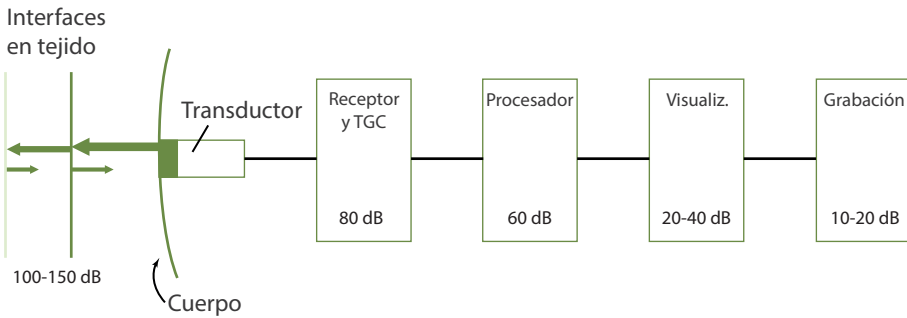 Interfaces
en tejido
Transductor
Receptor
y TGC
Procesador
Visualiz.
Grabación
80 dB
60 dB
20-40 dB
10-20 dB
100-150 dB
Cuerpo